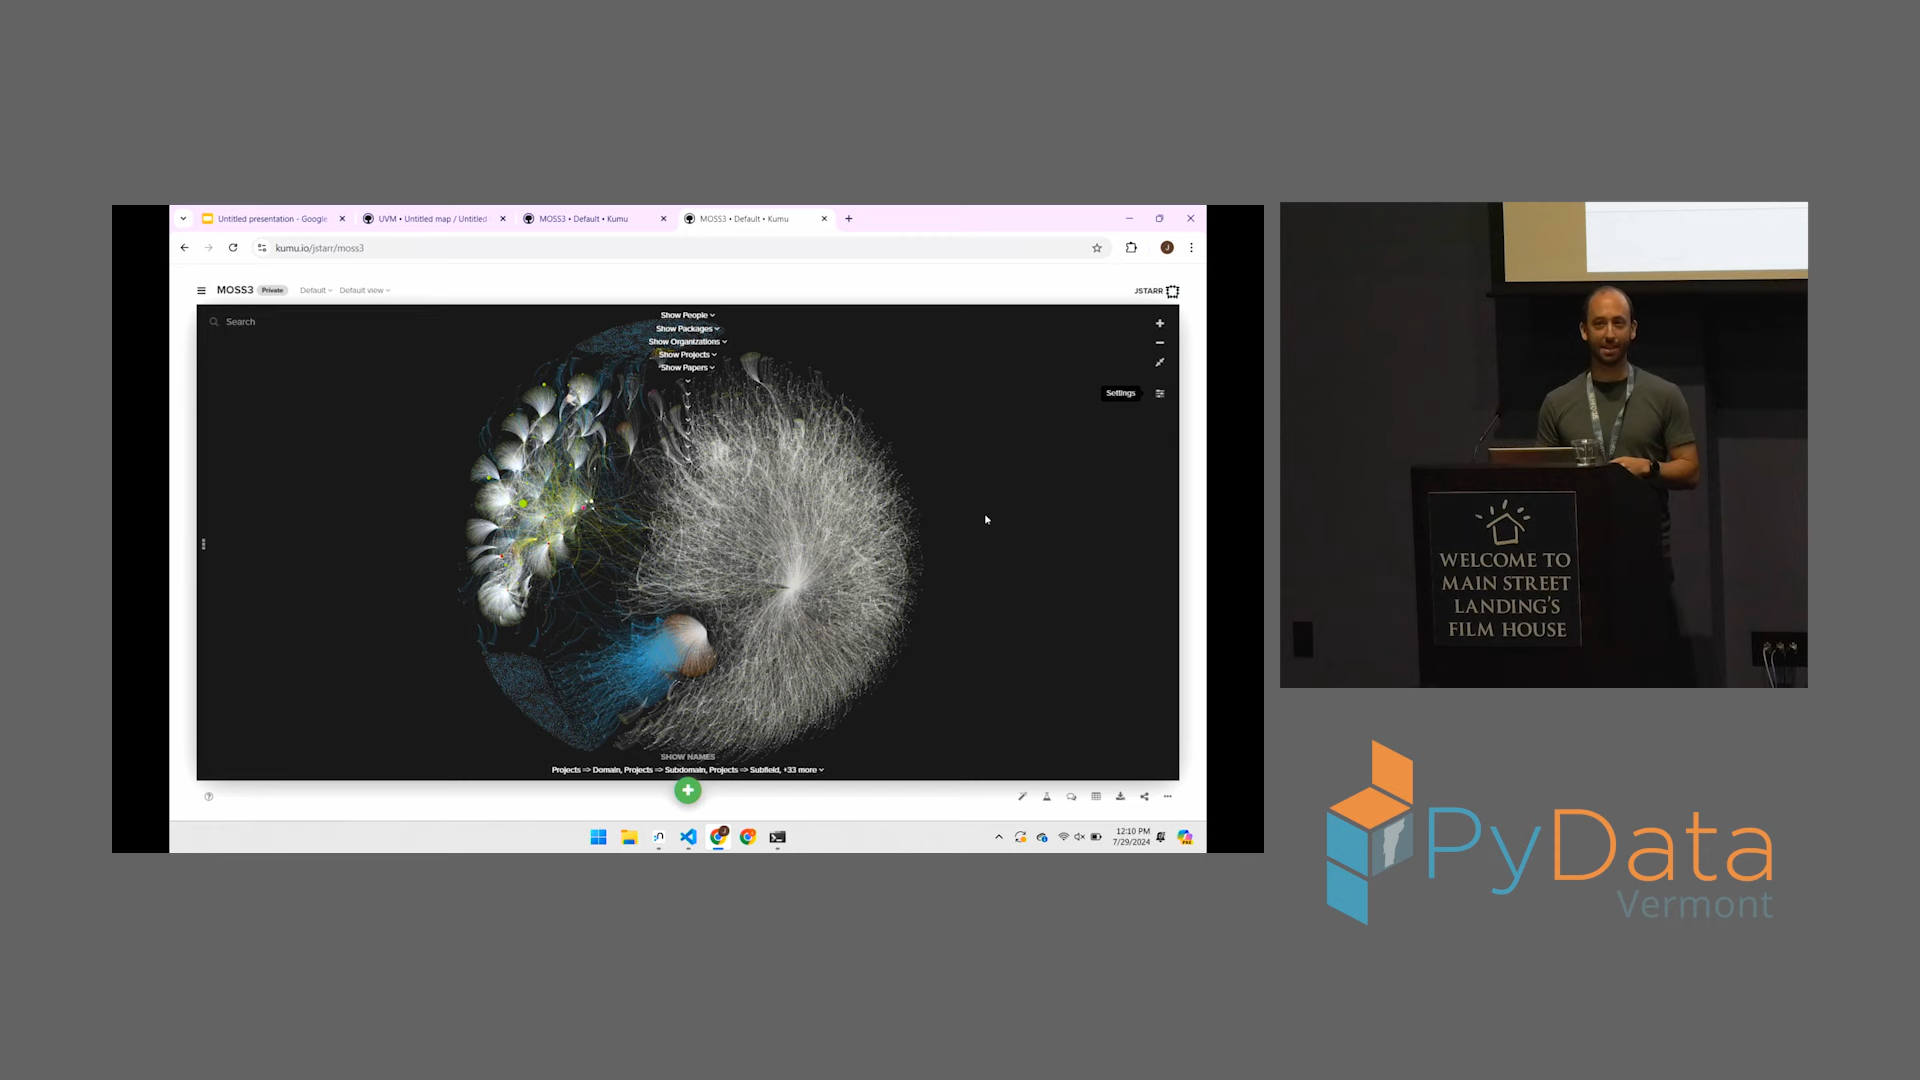 Untitled presentation - Google
UVM • Untitled map / Untitled
MOSS3 • Default • Kumu
MOSS3 • Default • Kumu
kumu.io/jstarr/moss3
J
MOSS3 Private Default Default view
JSTARR
Search
Show People
Show Packages
Show Organizations
Show Projects
*Show Papers
Settings
SHOW NAMES
Projects => Domain, Projects => Subdomain, Projects => Subfield, +33 more
12:10 PM
7/29/2024
WELCOME TO
MAIN STREET
LANDING'S
FILM HOUSE
PyData
Vermont